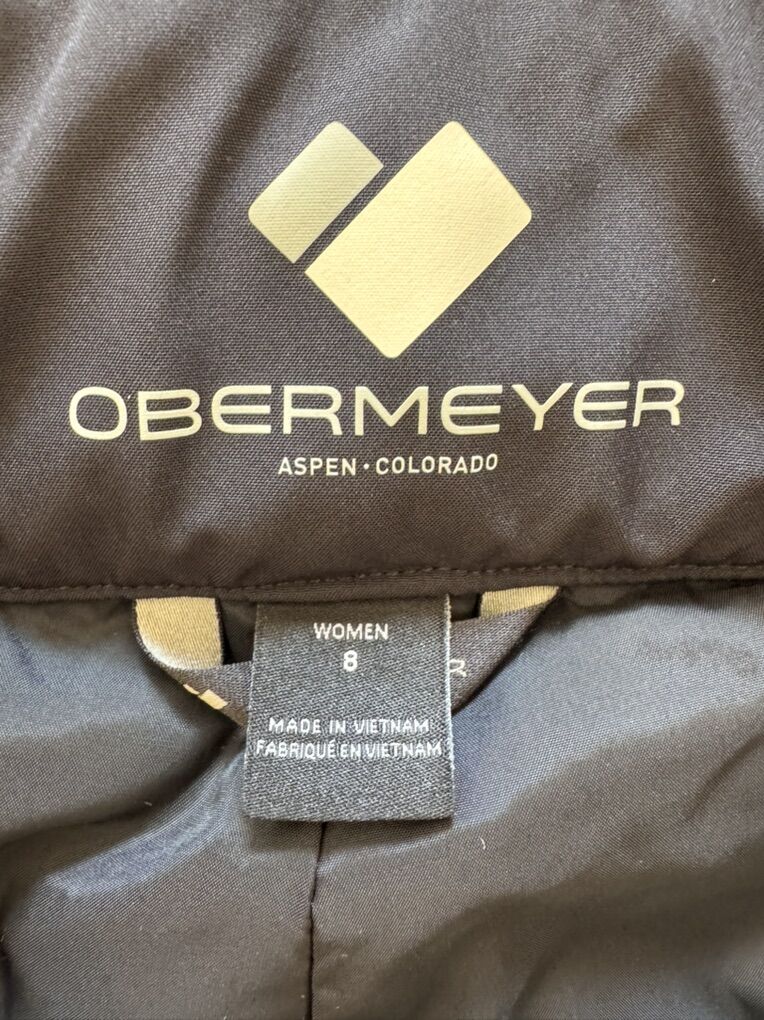 OBERMEYER
ASPEN · COLORADO
WOMEN
8
R
MADE IN VIETNAM
FABRIQUÉ EN VIETNAM